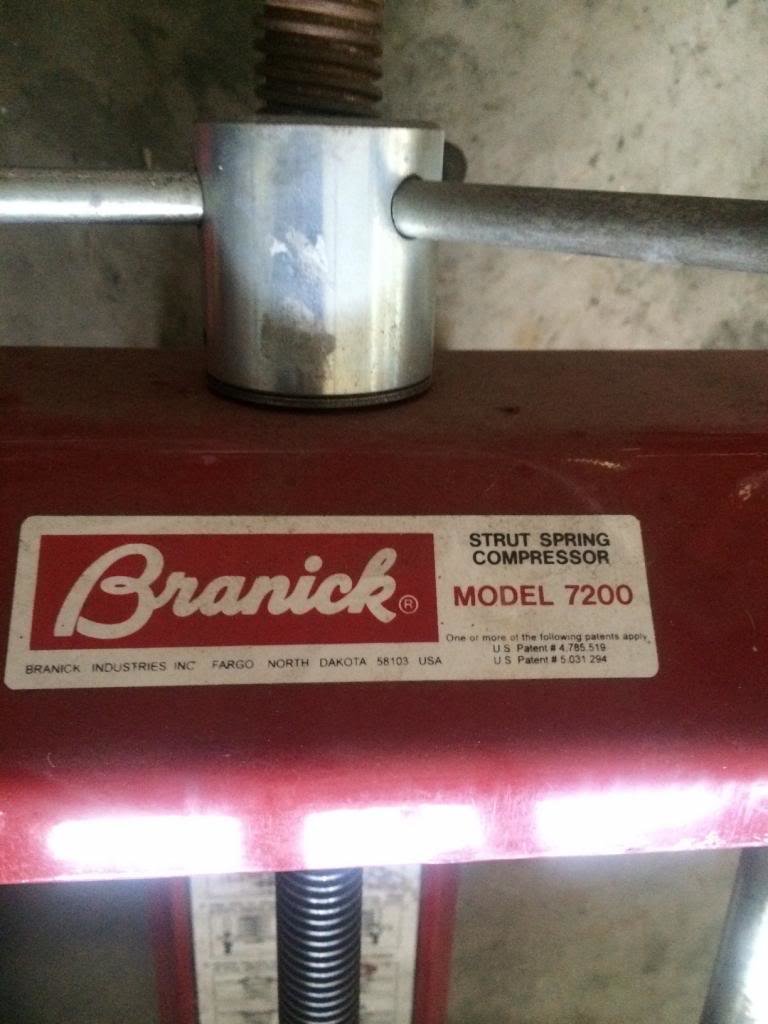 Branick®
BRANICK INDUSTRIES INC FARGO NORTH DAKOTA 58103 USA
STRUT SPRING
COMPRESSOR
MODEL 7200
One or more of the following patents apply
U.S. Patent # 4,785,519
U.S. Patent # 5,031,294